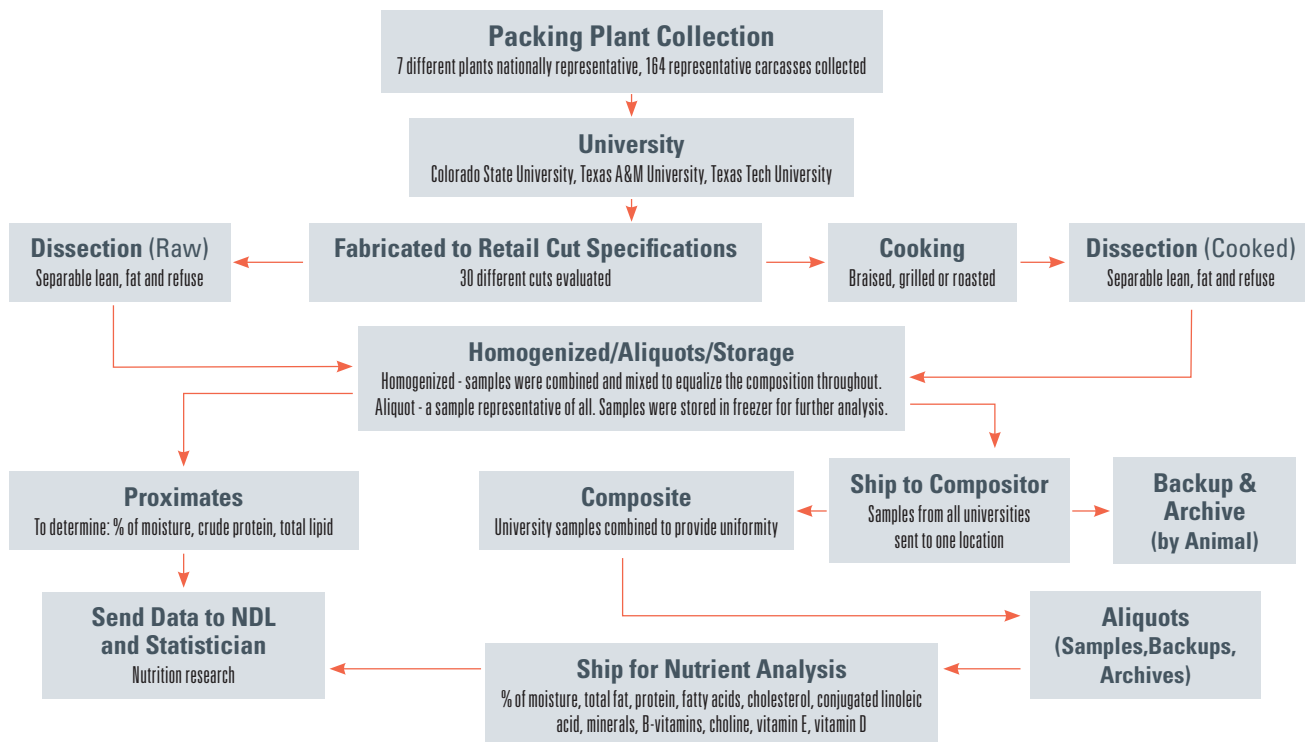 Packing Plant Collection
7 different plants nationally representative, 164 representative carcasses collected
University
Colorado State University, Texas A&M University, Texas Tech University
Dissection (Raw)
Separable lean, fat and refuse
Fabricated to Retail Cut Specifications
30 different cuts evaluated
Cooking
Braised, grilled or roasted
Dissection (Cooked)
Separable lean, fat and refuse
Homogenized/Aliquots/Storage
Homogenized - samples were combined and mixed to equalize the composition throughout.
Aliquot - a sample representative of all. Samples were stored in freezer for further analysis.
Proximates
To determine: % of moisture, crude protein, total lipid
Composite
University samples combined to provide uniformity
Ship to Compositor
Samples from all universities
sent to one location
Backup &
Archive
(by Animal)
Send Data to NDL
and Statistician
Nutrition research
Ship for Nutrient Analysis
% of moisture, total fat, protein, fatty acids, cholesterol, conjugated linoleic
acid, minerals, B-vitamins, choline, vitamin E, vitamin D
Aliquots
(Samples,Backups,
Archives)